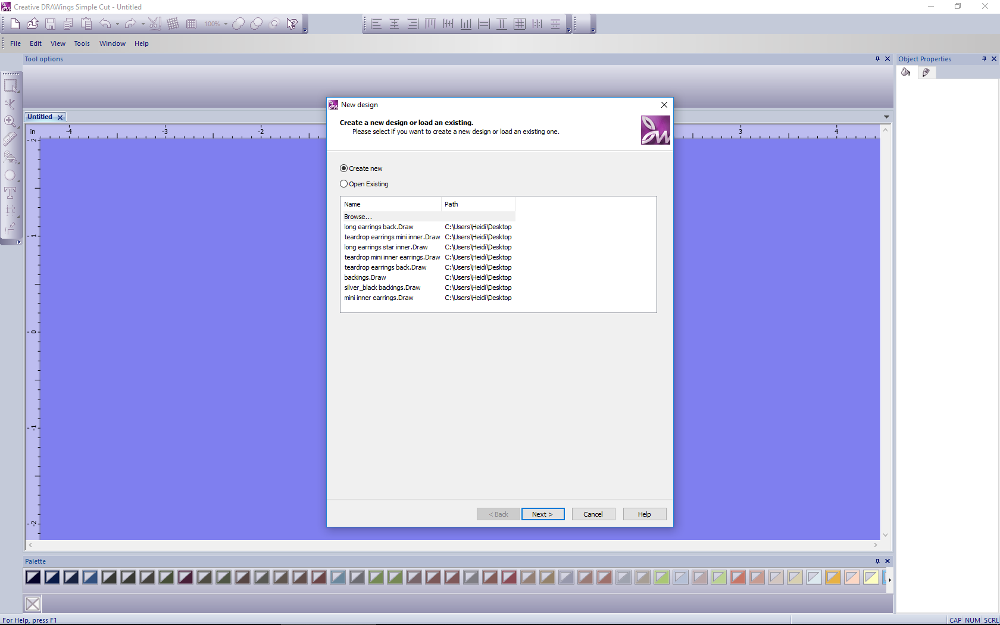 Creative DRAWings Simple Cut - Untitled
100%
File Edit View Tools Window Help
Tool options
Object Properties
Untitled
in -4 -3 -2 3 4
New design
Create a new design or load an existing.
Please select if you want to create a new design or load an existing one.
Create new
Open Existing
Name Path
Browse...
long earrings back.Draw C:\Users\Heidi\Desktop
teardrop earrings mini inner.Draw C:\Users\Heidi\Desktop
long earrings star inner.Draw C:\Users\Heidi\Desktop
teardrop mini inner earrings.Draw C:\Users\Heidi\Desktop
teardrop earrings back.Draw C:\Users\Heidi\Desktop
backings.Draw C:\Users\Heidi\Desktop
silver_black backings.Draw C:\Users\Heidi\Desktop
mini inner earrings.Draw C:\Users\Heidi\Desktop
2
1
0
-1
-2
< Back Next > Cancel Help
Palette
For Help, press F1
CAP NUM SCRL